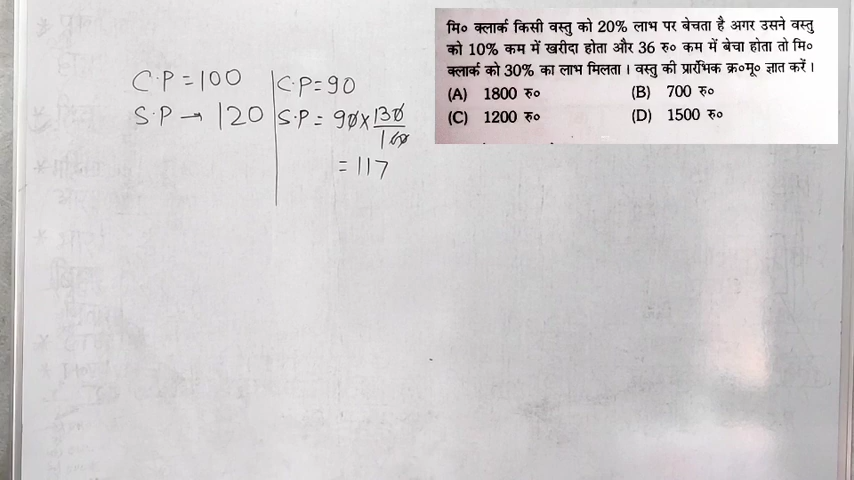 मि० क्लार्क किसी वस्तु को 20% लाभ पर बेचता है अगर उसने वस्तु
को 10% कम में खरीदा होता और 36 रु० कम में बेचा होता तो मि०
क्लार्क को 30% का लाभ मिलता । वस्तु की प्रारंभिक क्र०मू० ज्ञात करें ।
(A) 1800 रु० (B) 700 रु०
(C) 1200 रु० (D) 1500 रु०
C.P = 100
S.P → 120
C.P = 90
S.P = 90 × 130/100
= 117